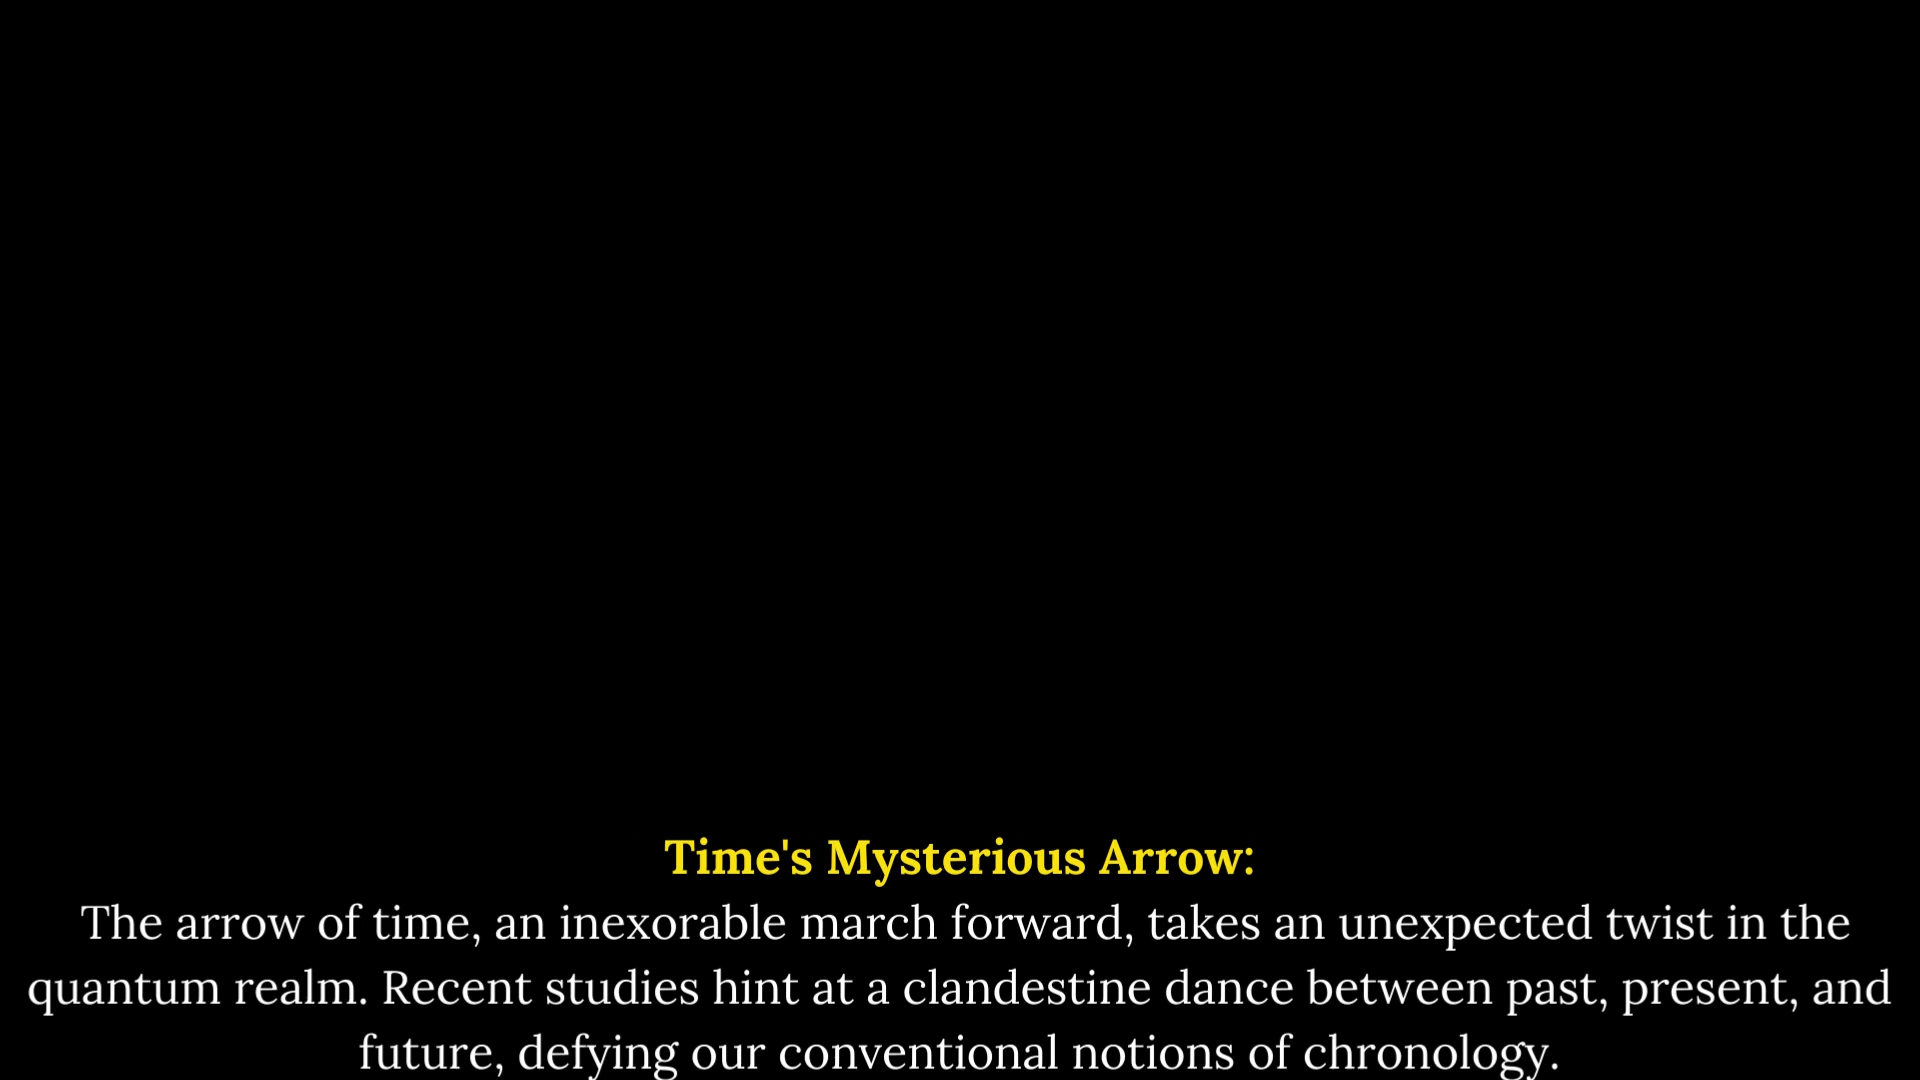 Time's Mysterious Arrow:
The arrow of time, an inexorable march forward, takes an unexpected twist in the
quantum realm. Recent studies hint at a clandestine dance between past, present, and
future, defying our conventional notions of chronology.